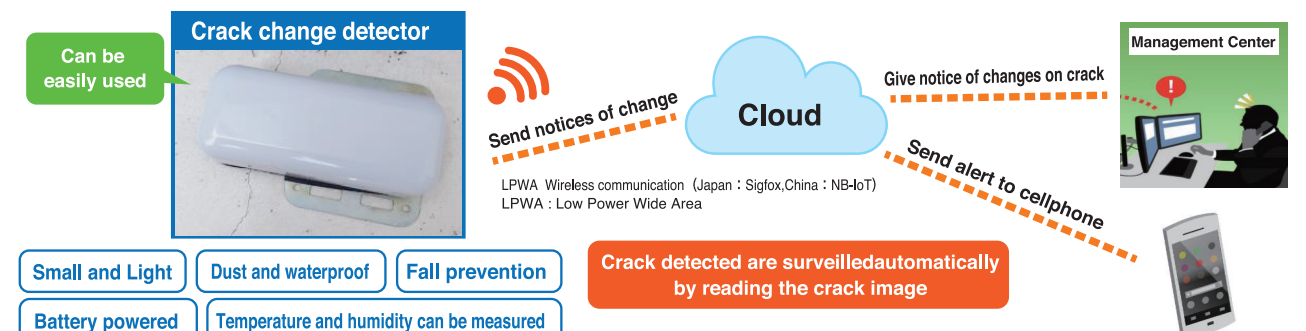 Crack change detector
Can be
easily used
Send notices of change
Cloud
Give notice of changes on crack
Management Center
!
Send alert to cellphone
LPWA Wireless communication (Japan：Sigfox,China：NB-IoT)
LPWA : Low Power Wide Area
Small and Light
Dust and waterproof
Fall prevention
Battery powered
Temperature and humidity can be measured
Crack detected are surveilledautomatically
by reading the crack image